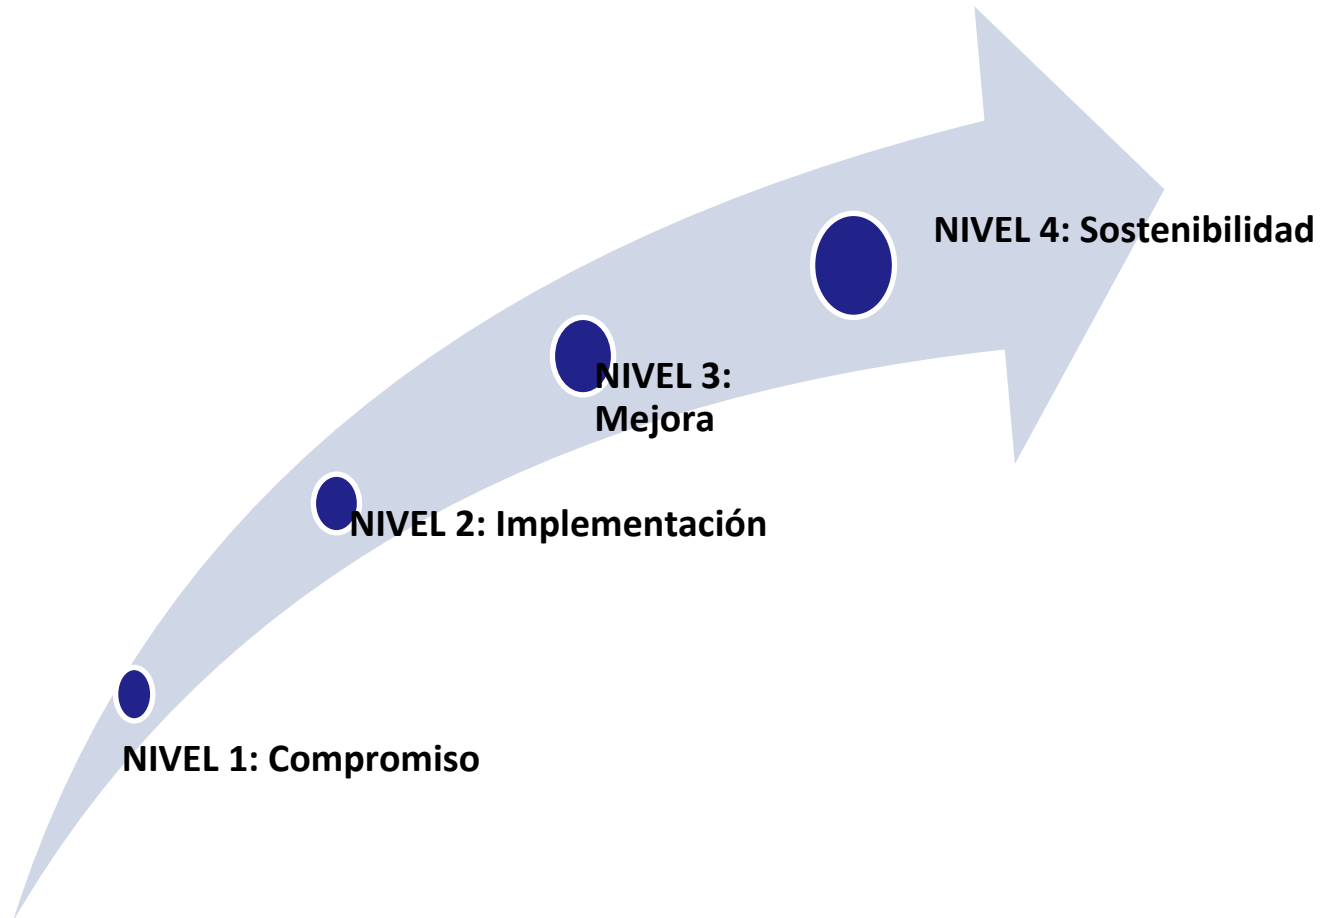 NIVEL 4: Sostenibilidad
NIVEL 3:
Mejora
NIVEL 2: Implementación
NIVEL 1: Compromiso